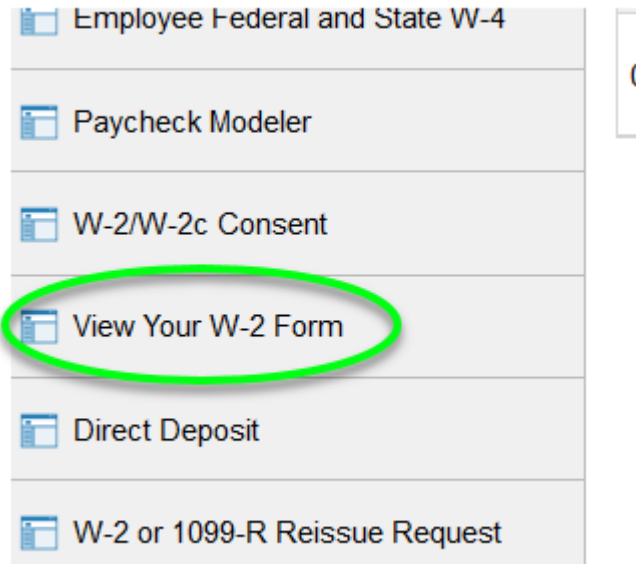 Employee Federal and State W-4
Paycheck Modeler
W-2/W-2c Consent
View Your W-2 Form
Direct Deposit
W-2 or 1099-R Reissue Request